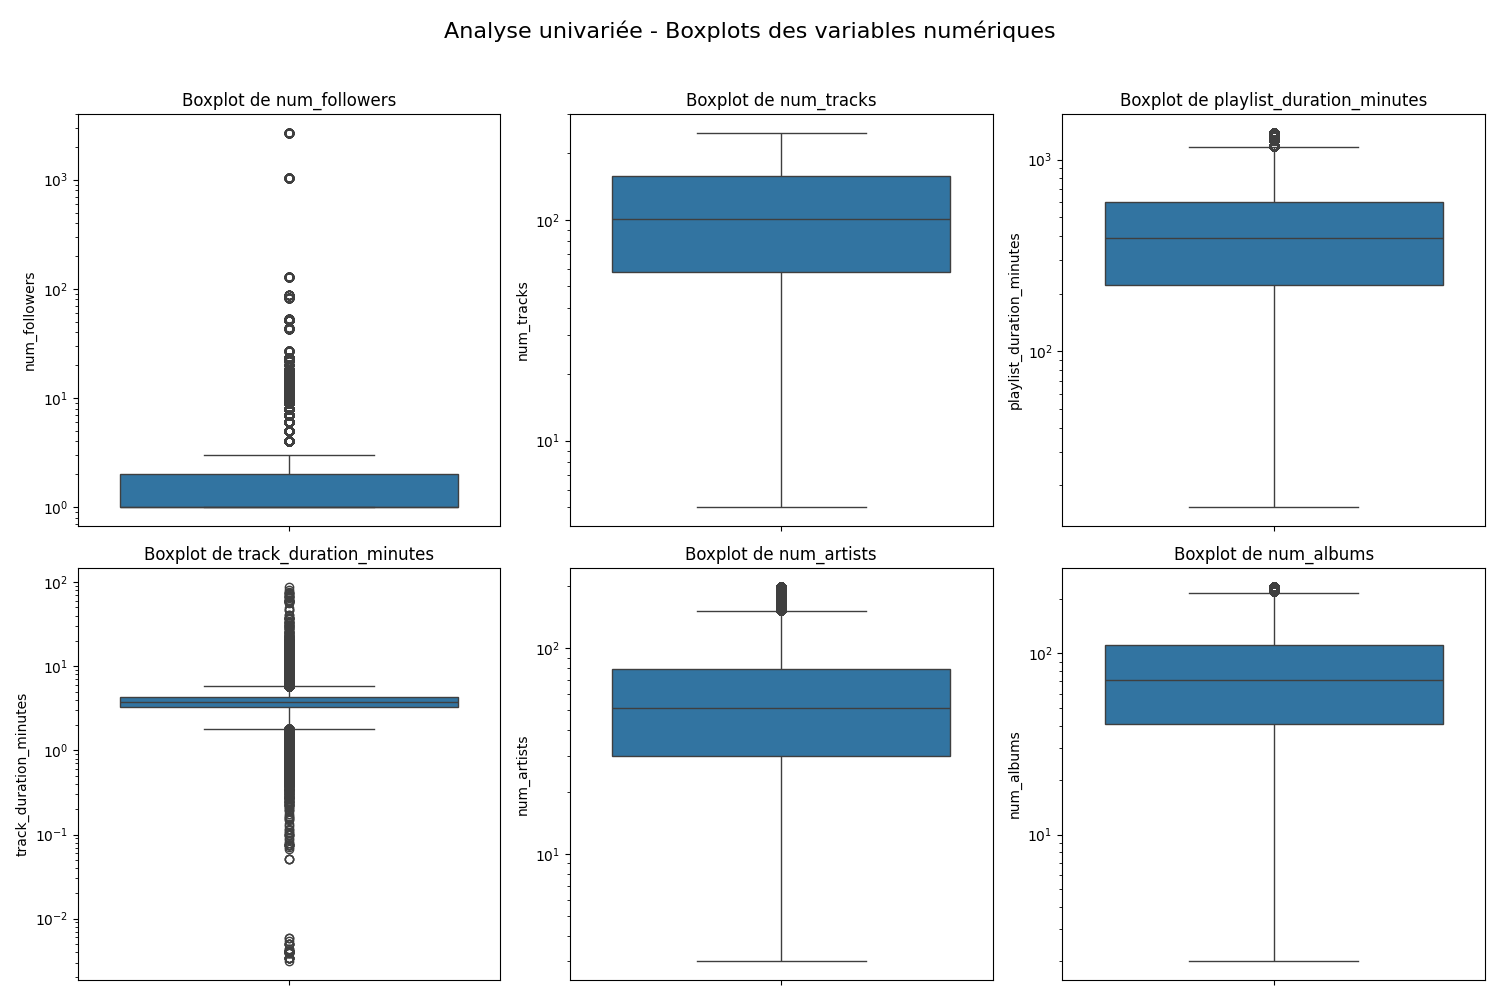 Analyse univariée - Boxplots des variables numériques
Boxplot de num_followers
num_followers
10³
10²
10¹
10⁰
Boxplot de num_tracks
num_tracks
10²
10¹
Boxplot de playlist_duration_minutes
playlist_duration_minutes
10³
10²
Boxplot de track_duration_minutes
track_duration_minutes
10²
10¹
10⁰
10⁻¹
10⁻²
Boxplot de num_artists
num_artists
10²
10¹
Boxplot de num_albums
num_albums
10²
10¹